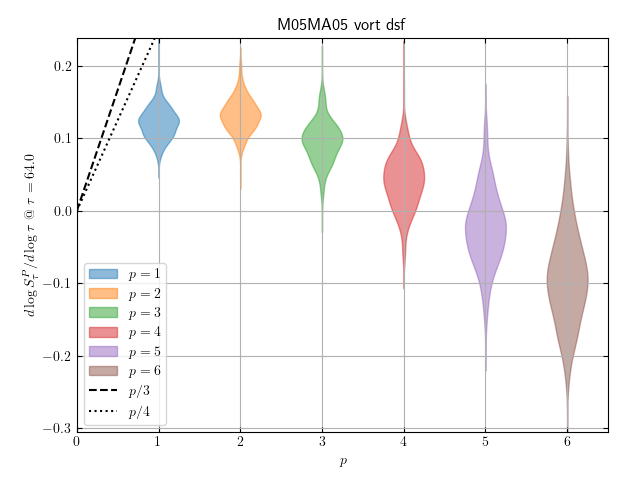 M05MA05 vort dsf
d log S_τ^P / d log τ @ τ = 64.0
0.2
0.1
0.0
−0.1
−0.2
−0.3
p = 1
p = 2
p = 3
p = 4
p = 5
p = 6
p/3
p/4
0 1 2 3 4 5 6
p